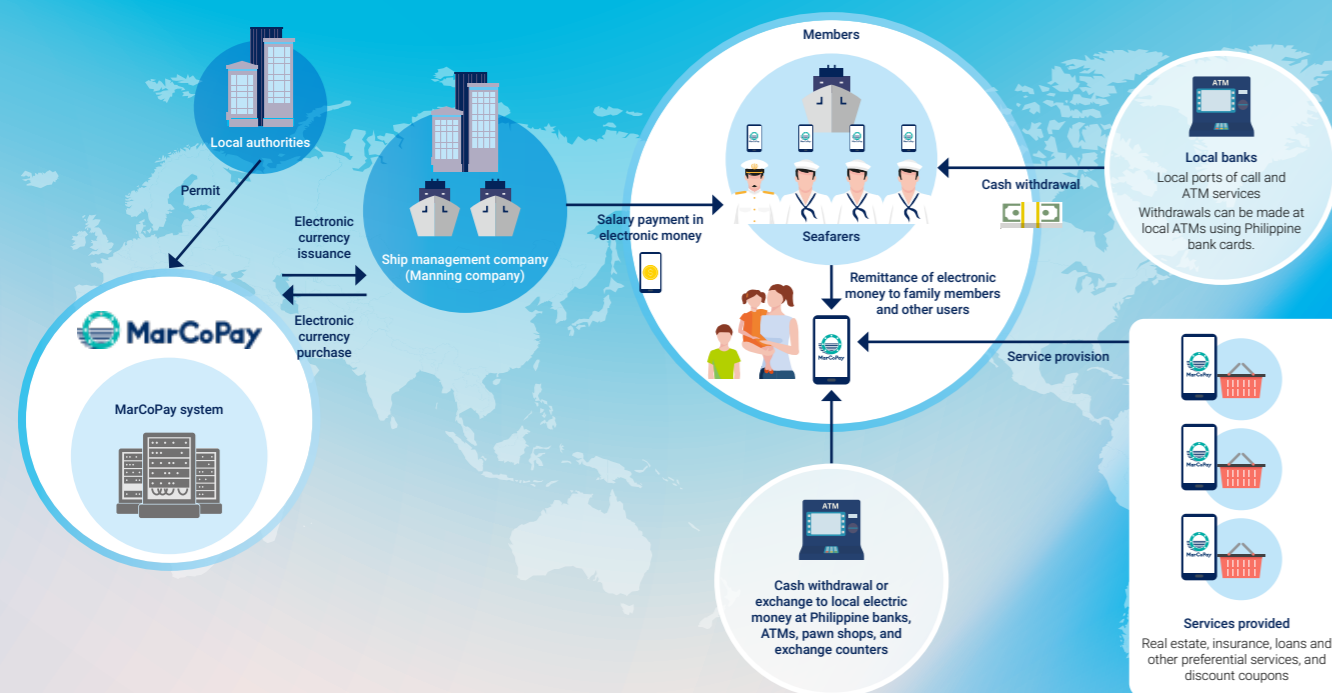 Local authorities
Permit
MarCoPay
MarCoPay system
Electronic
currency
issuance
Electronic
currency
purchase
Ship management company
(Manning company)
Salary payment in
electronic money
Members
Seafarers
Remittance of electronic
money to family members
and other users
MarCoPay
Cash withdrawal
ATM
Local banks
Local ports of call and
ATM services
Withdrawals can be made at
local ATMs using Philippine
bank cards.
Service provision
ATM
Cash withdrawal or
exchange to local electric
money at Philippine banks,
ATMs, pawn shops, and
exchange counters
MarCoPay
MarCoPay
MarCoPay
Services provided
Real estate, insurance, loans and
other preferential services, and
discount coupons